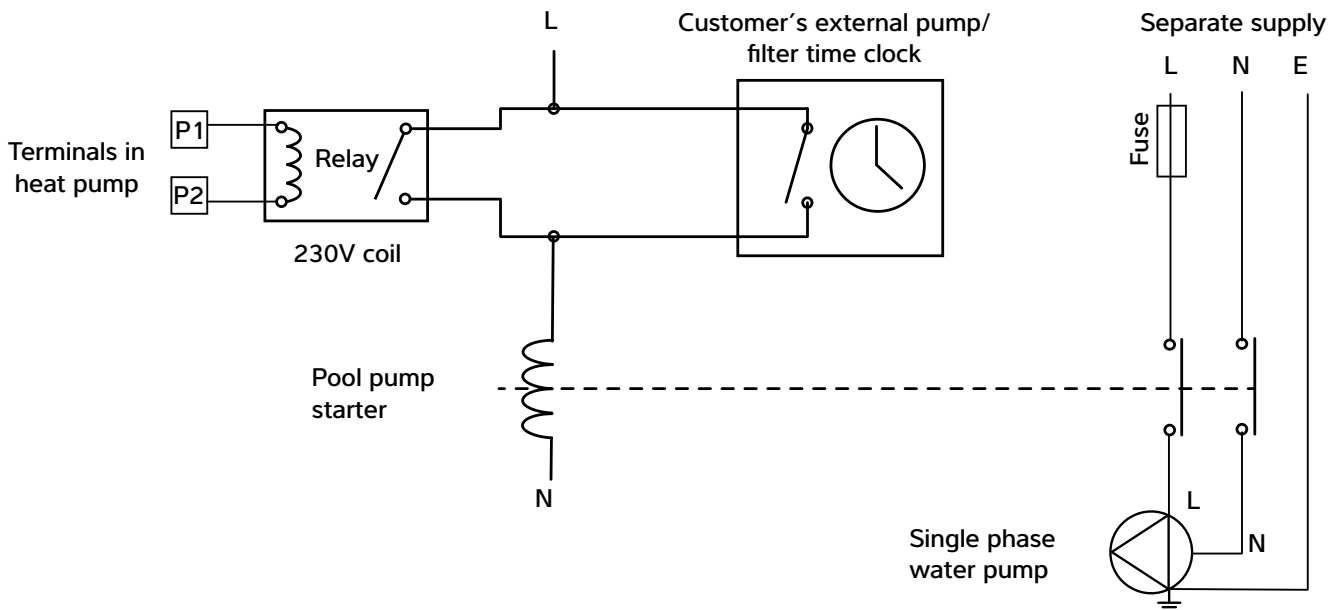 L
Customer´s external pump/
filter time clock
Separate supply
L N E
Terminals in
heat pump
P1
P2
Relay
230V coil
Fuse
Pool pump
starter
N
L
N
Single phase
water pump